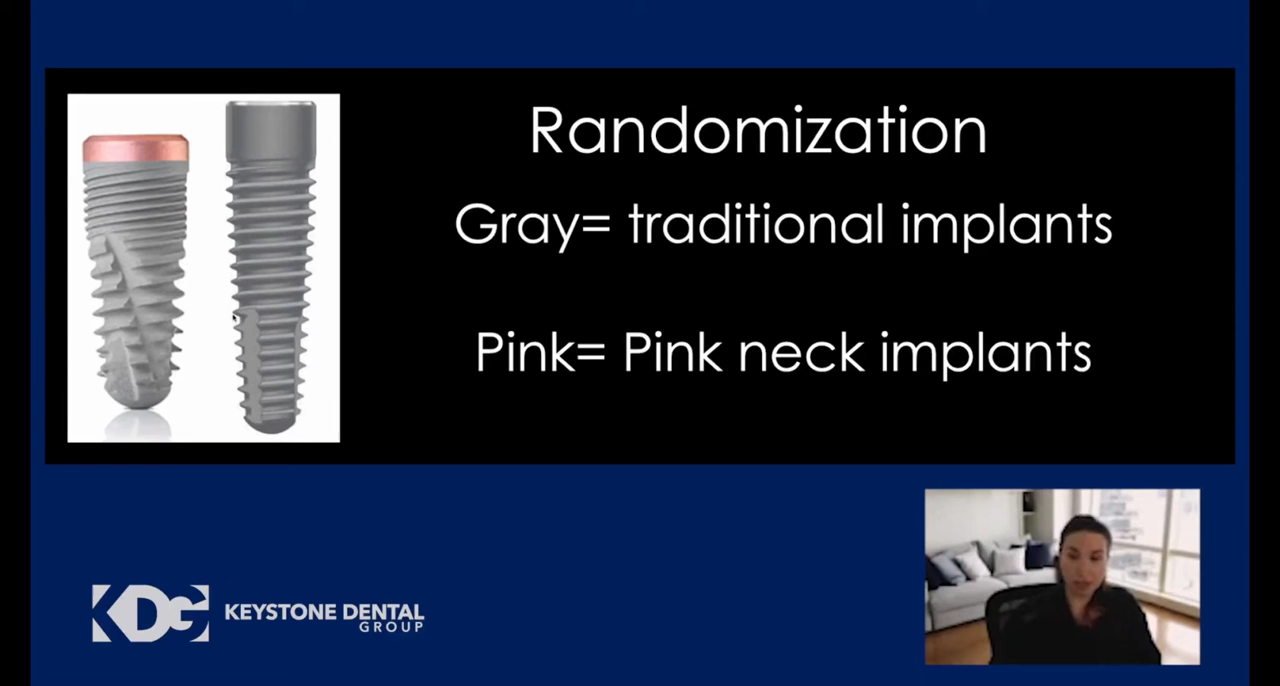 Randomization
Gray= traditional implants
Pink= Pink neck implants
KDG KEYSTONE DENTAL
GROUP